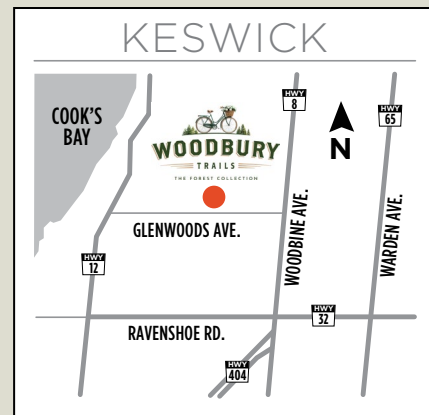 KESWICK
COOK'S
BAY
HWY
8
HWY
65
N
WOODBURY
TRAILS
THE FOREST COLLECTION
GLENWOODS AVE.
WOODBINE AVE.
WARDEN AVE.
HWY
12
HWY
32
RAVENSHOE RD.
HWY
404